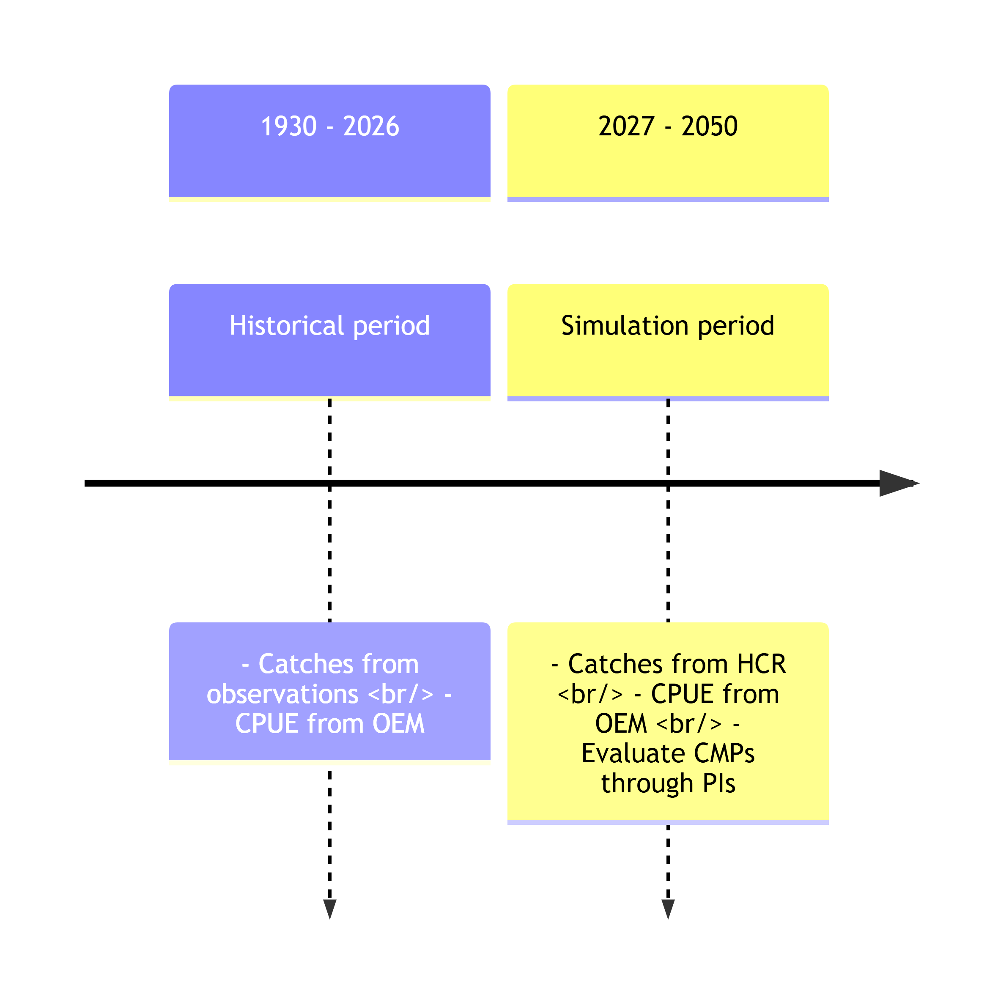 1930 - 2026
2027 - 2050
Historical period
Simulation period
- Catches from
observations <br/> -
CPUE from OEM
- Catches from HCR
<br/> - CPUE from
OEM <br/> -
Evaluate CMPs
through PIs